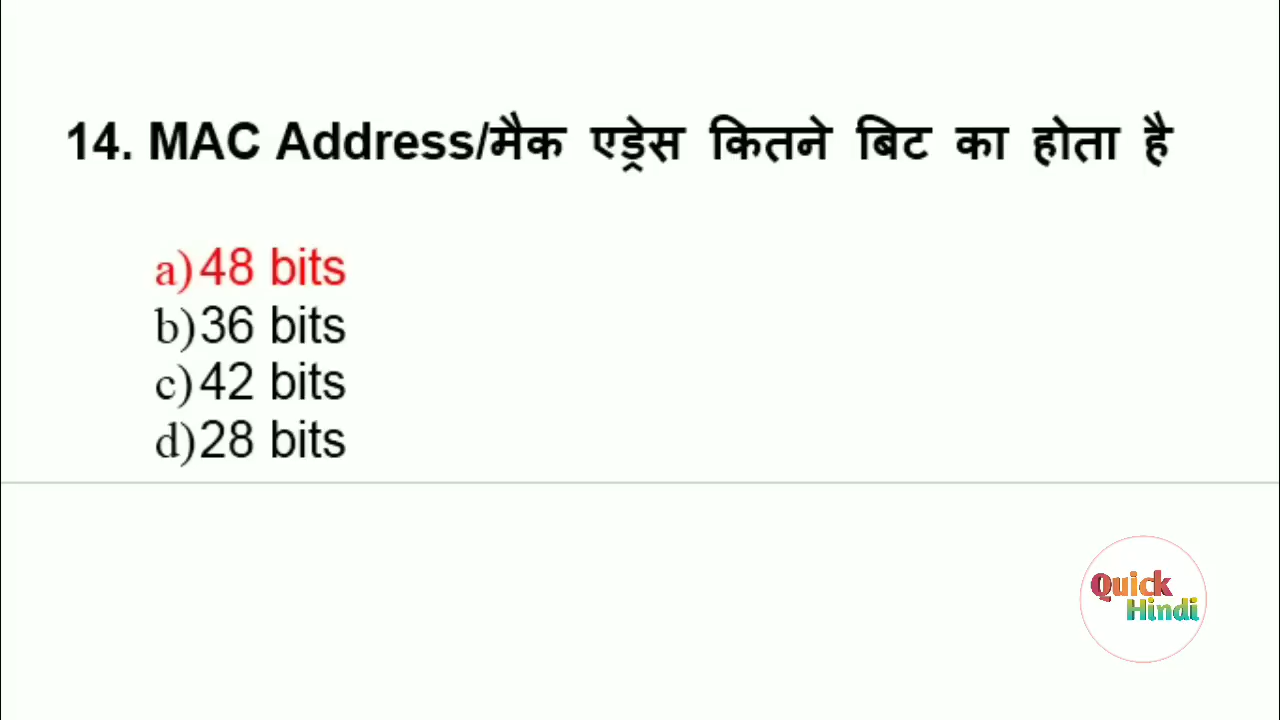 14. MAC Address/मैक एड्रेस कितने बिट का होता है
a) 48 bits
b) 36 bits
c) 42 bits
d) 28 bits
Quick
Hindi